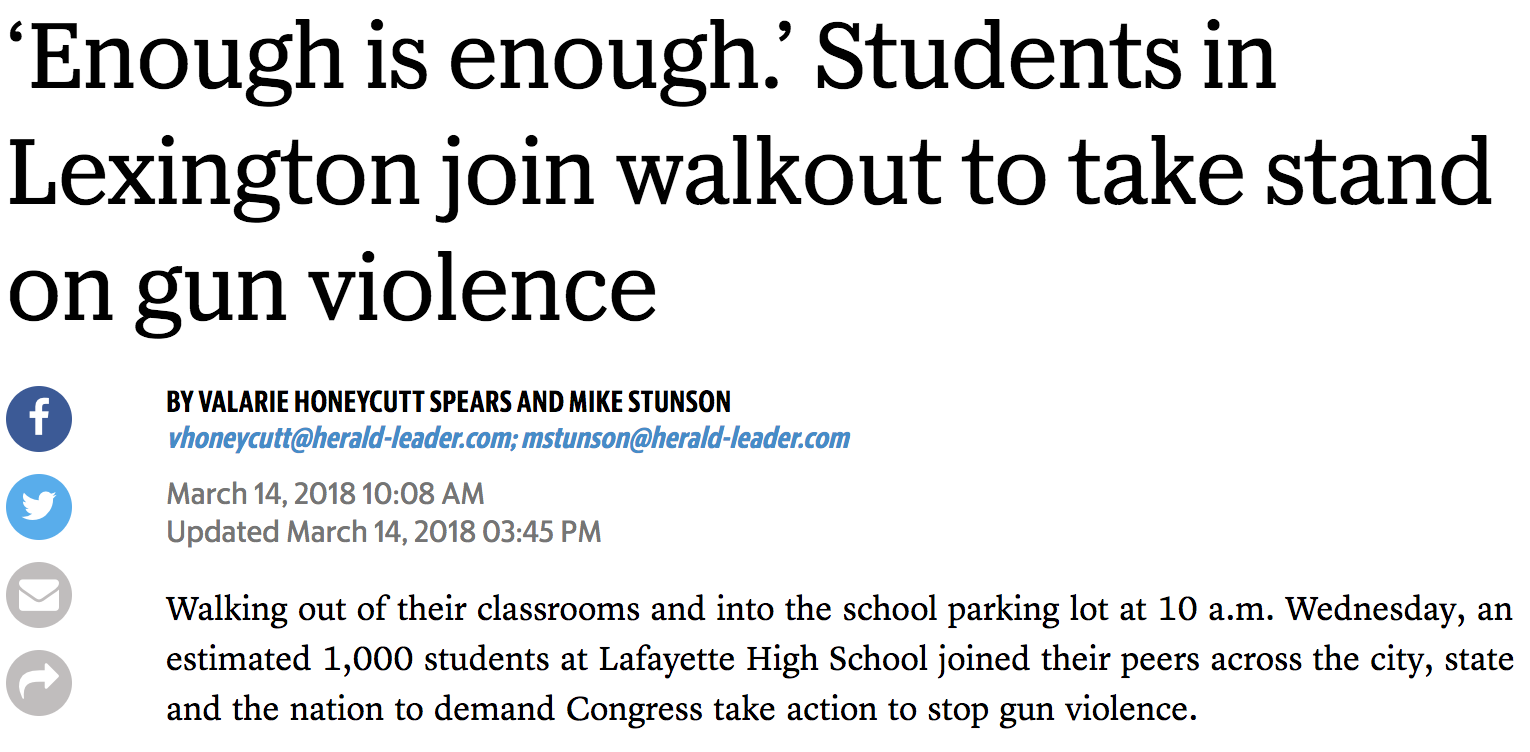 ‘Enough is enough.’ Students in
Lexington join walkout to take stand
on gun violence
BY VALARIE HONEYCUTT SPEARS AND MIKE STUNSON
vhoneycutt@herald-leader.com; mstunson@herald-leader.com
March 14, 2018 10:08 AM
Updated March 14, 2018 03:45 PM
Walking out of their classrooms and into the school parking lot at 10 a.m. Wednesday, an
estimated 1,000 students at Lafayette High School joined their peers across the city, state
and the nation to demand Congress take action to stop gun violence.